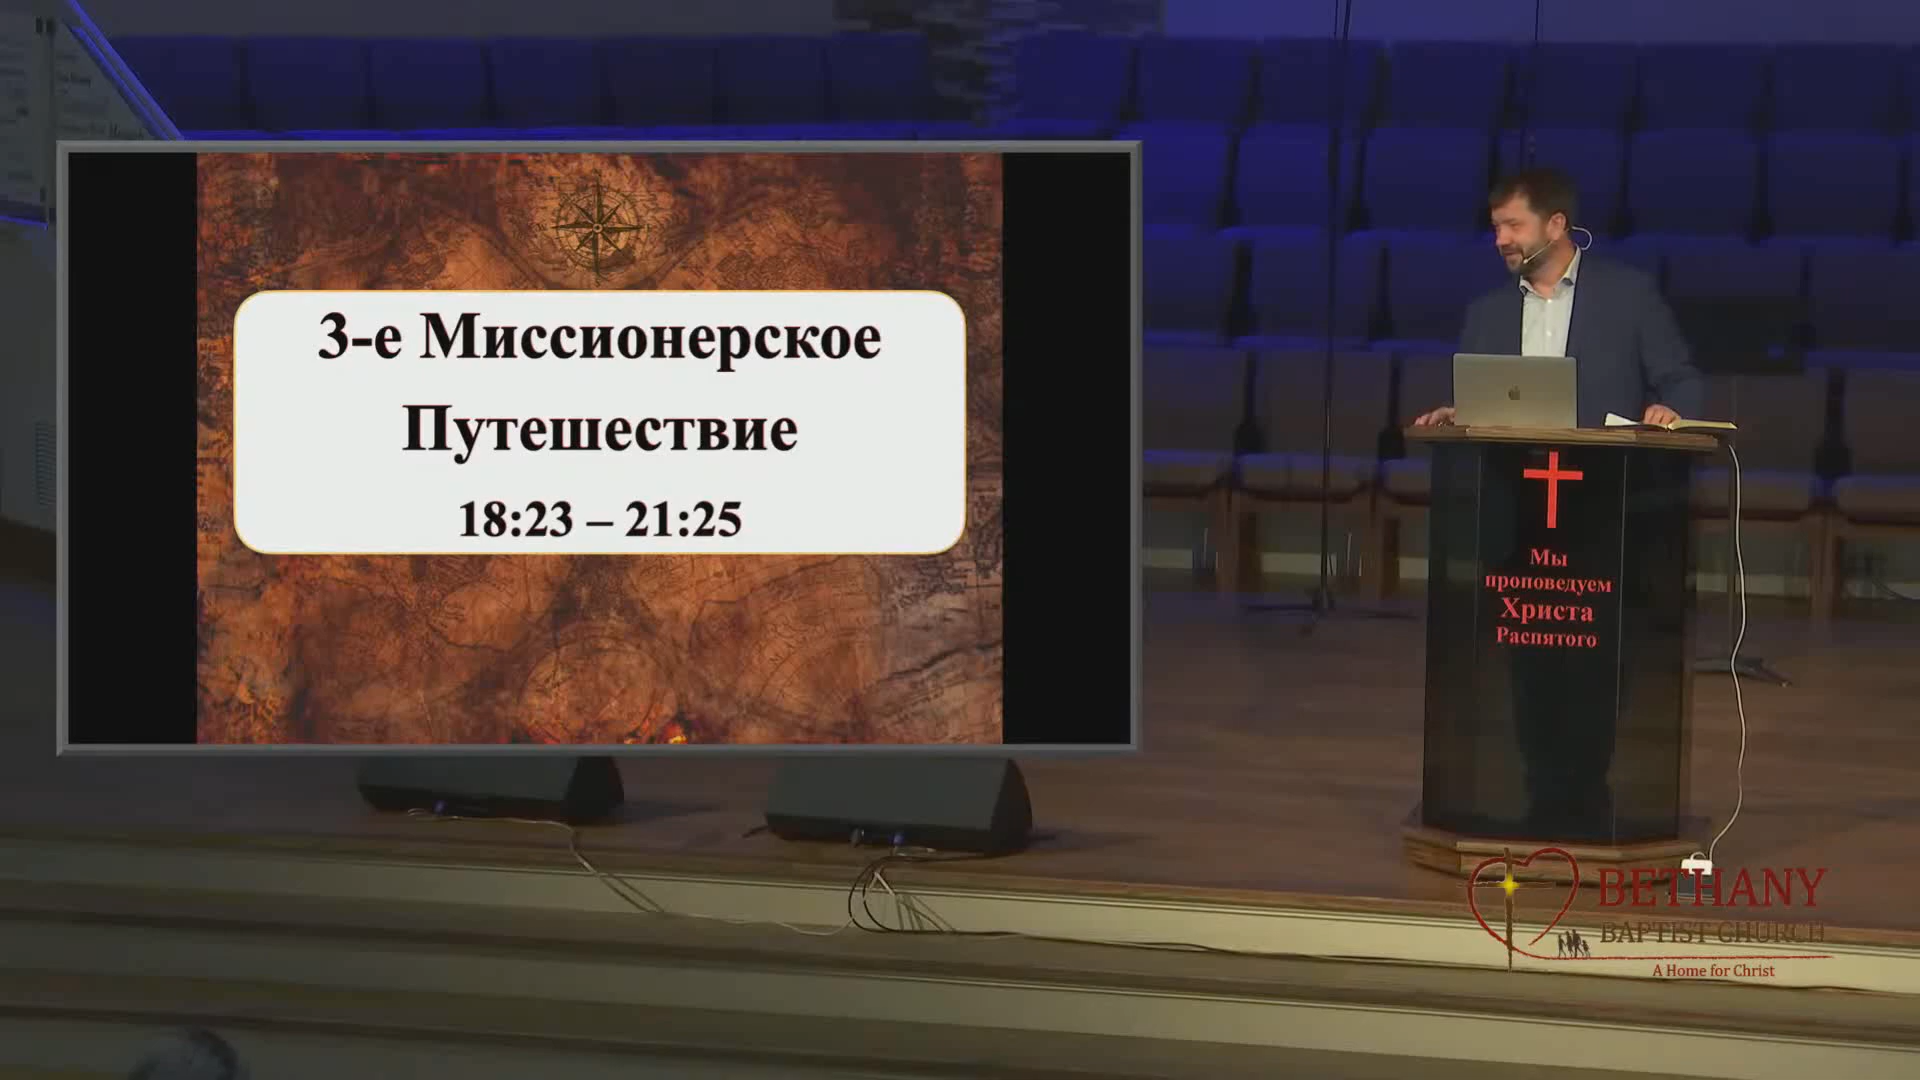 3-е Миссионерское
Путешествие
18:23 – 21:25
Мы
проповедуем
Христа
Распятого
BETHANY
BAPTIST CHURCH
A Home for Christ